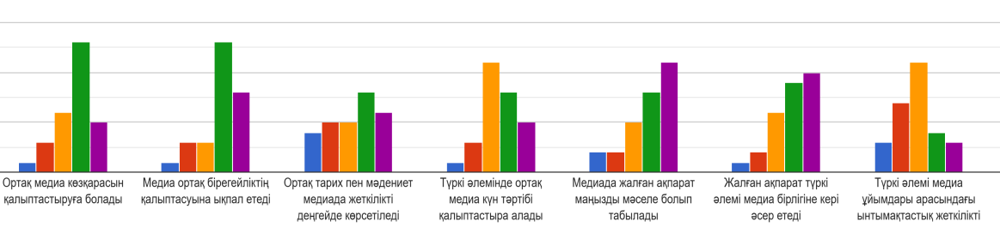 Ортақ медиа көзқарасын
қалыптастыруға болады
Медиа ортақ бірегейліктің
қалыптасуына ықпал етеді
Ортақ тарих пен мәдениет
медиада жеткілікті
деңгейде көрсетіледі
Түркі әлемінде ортақ
медиа күн тәртібі
қалыптастыра алады
Медиада жалған ақпарат
маңызды мәселе болып
табылады
Жалған ақпарат түркі
әлемі медиа бірлігіне кері
әсер етеді
Түркі әлемі медиа
ұйымдары арасындағы
ынтымақтастық жеткілікті